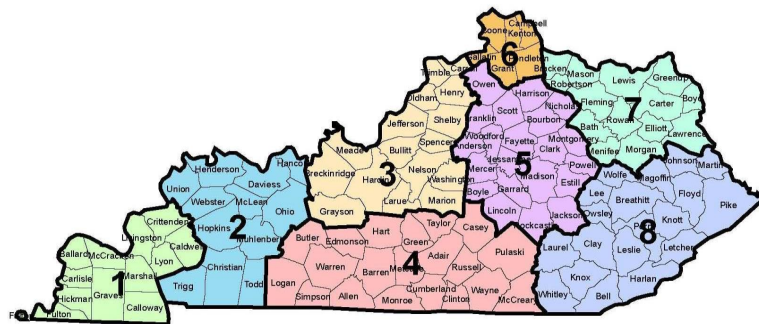 Boone
Campbell
Kenton
6
Gallatin
Grant
Pendleton
Carroll
Bracken
Trimble
Owen
Mason
Robertson
Lewis
Greenup
Oldham
Henry
Harrison
Nicholas
Fleming
Carter
Boyd
7
Shelby
Franklin
Scott
Bourbon
Rowan
Jefferson
Bath
Elliott
Lawrence
Spencer
Woodford
Fayette
Montgomery
Anderson
Clark
Menifee
Morgan
Meade
Bullitt
Nelson
Mercer
Jessamine
5
Powell
Wolfe
Magoffin
Johnson
Martin
Breckinridge
Hardin
3
Washington
Madison
Estill
Lee
Floyd
Boyle
Garrard
Owsley
Breathitt
Pike
Grayson
Larue
Marion
Lincoln
Rockcastle
Jackson
Perry
Knott
8
Henderson
Hancock
Union
Daviess
Webster
McLean
Ohio
2
Hopkins
Muhlenberg
Butler
Edmonson
Hart
Green
Taylor
Casey
Pulaski
Laurel
Clay
Leslie
Letcher
Crittenden
Livingston
Caldwell
Lyon
Ballard
McCracken
Marshall
Carlisle
1
Hickman
Graves
Calloway
Fulton
Trigg
Christian
Todd
Logan
Warren
Barren
Metcalfe
4
Adair
Russell
Wayne
McCreary
Simpson
Allen
Monroe
Cumberland
Clinton
Whitley
Knox
Bell
Harlan